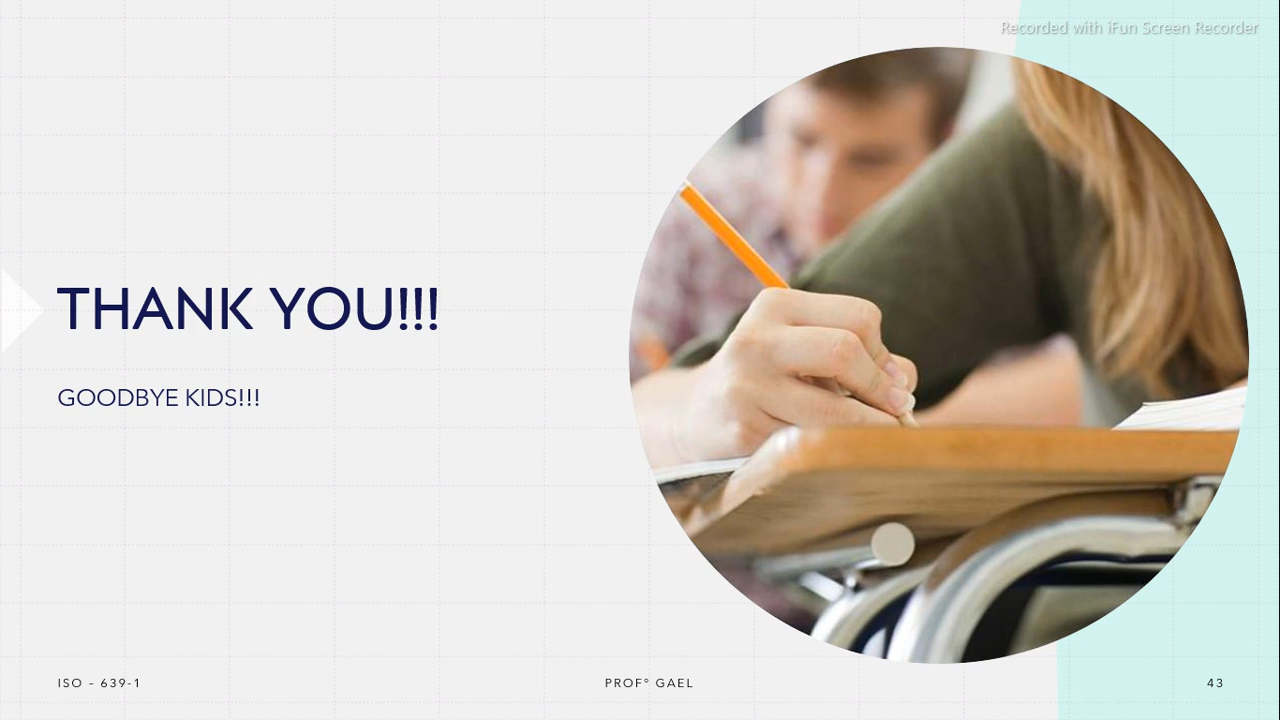 Recorded with iFun Screen Recorder
THANK YOU!!!
GOODBYE KIDS!!!
ISO – 639-1
PROF° GAEL
43